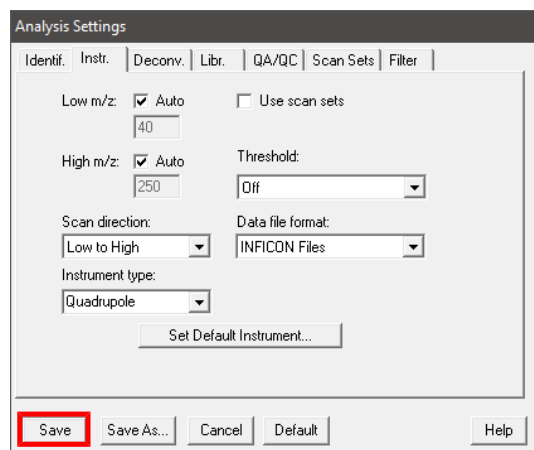 Analysis Settings
Identif. Instr. Deconv. Libr. QA/QC Scan Sets Filter
Low m/z: Auto Use scan sets
40
High m/z: Auto Threshold:
250 Off
Scan direction: Data file format:
Low to High INFICON Files
Instrument type:
Quadrupole
Set Default Instrument...
Save Save As... Cancel Default Help